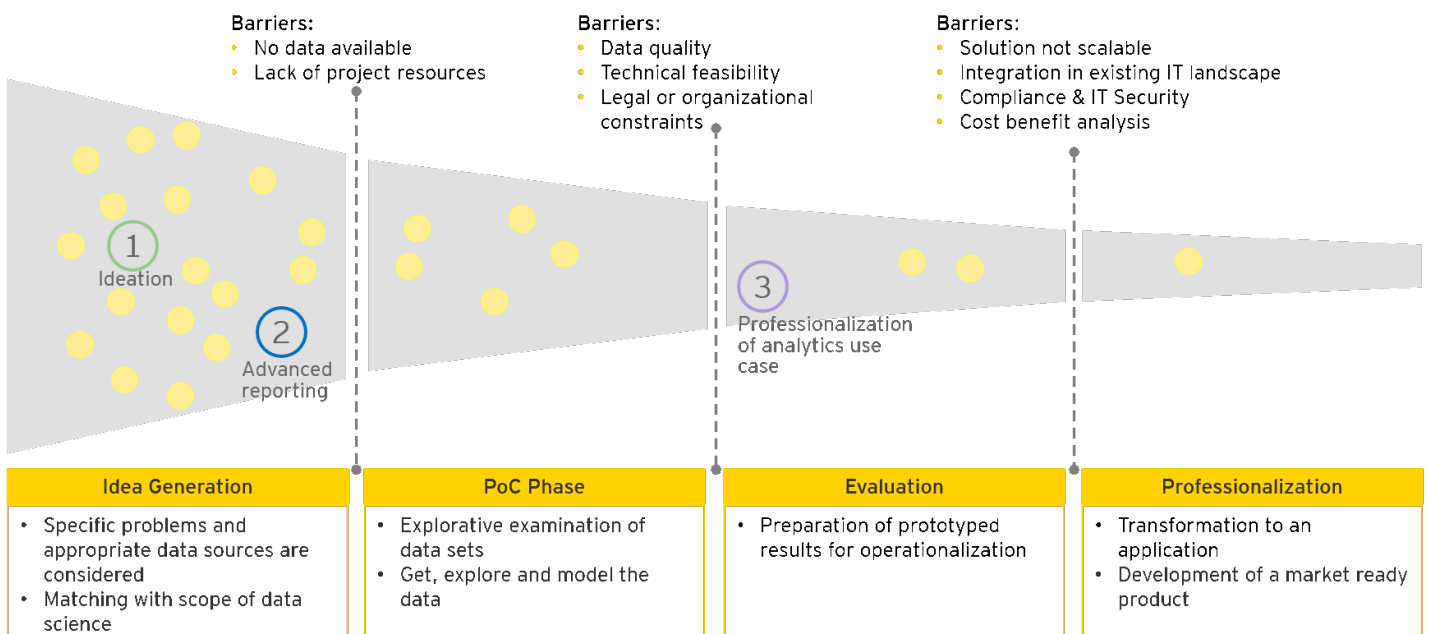 Barriers:
• No data available
• Lack of project resources
Barriers:
• Data quality
• Technical feasibility
• Legal or organizational
constraints
Barriers:
• Solution not scalable
• Integration in existing IT landscape
• Compliance & IT Security
• Cost benefit analysis
1
Ideation
2
Advanced
reporting
3
Professionalization
of analytics use
case
Idea Generation
• Specific problems and
appropriate data sources are
considered
• Matching with scope of data
science
PoC Phase
• Explorative examination of
data sets
• Get, explore and model the
data
Evaluation
• Preparation of prototyped
results for operationalization
Professionalization
• Transformation to an
application
• Development of a market ready
product